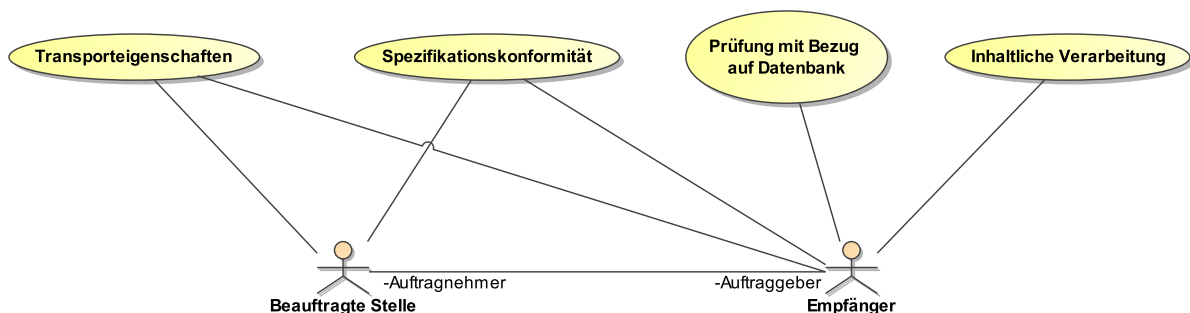 Transporteigenschaften
Spezifikationskonformität
Prüfung mit Bezug
auf Datenbank
Inhaltliche Verarbeitung
-Auftragnehmer
-Auftraggeber
Beauftragte Stelle
Empfänger